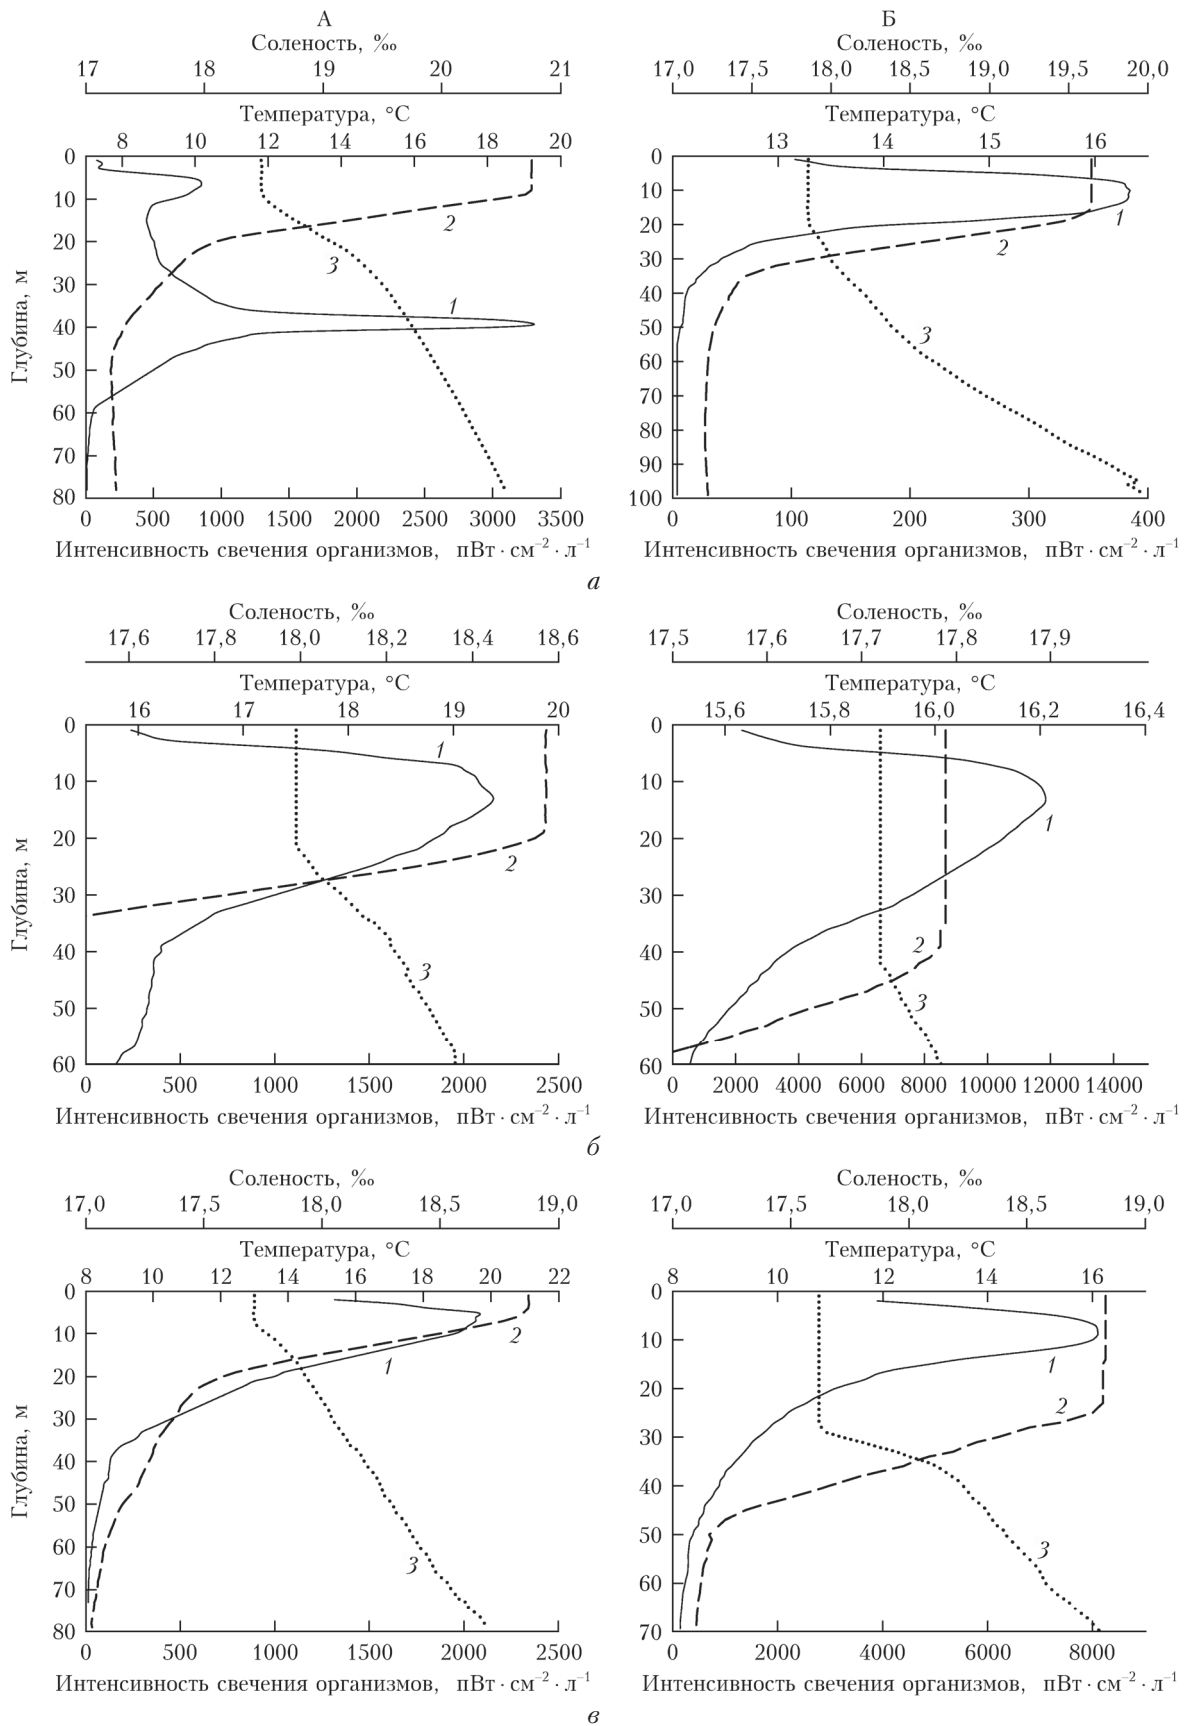 А
Соленость, ‰
17 18 19 20 21
Температура, °С
8 10 12 14 16 17 18 20
0
10
20
30
40
50
60
70
80
Глубина, м
1
2
3
0 500 1000 1500 2000 2500 3000 3500
Интенсивность свечения организмов, пВт · см⁻² · л⁻¹
Б
Соленость, ‰
17,0 17,5 18,0 18,5 19,0 19,5 20,0
Температура, °С
13 14 15 16
0
10
20
30
40
50
60
70
80
90
100
1
2
3
0 100 200 300 400
Интенсивность свечения организмов, пВт · см⁻² · л⁻¹
а
Соленость, ‰
17,6 17,8 18,0 18,2 18,4 18,6
Температура, °С
16 17 18 19 20
0
10
20
30
40
50
60
Глубина, м
1
2
3
0 500 1000 1500 2000 2500
Интенсивность свечения организмов, пВт · см⁻² · л⁻¹
Соленость, ‰
17,5 17,6 17,7 17,8 17,9
Температура, °С
15,6 15,8 16,0 16,2 16,4
0
10
20
30
40
50
60
1
2
3
0 2000 4000 6000 8000 10000 12000 14000
Интенсивность свечения организмов, пВт · см⁻² · л⁻¹
б
Соленость, ‰
17,0 17,5 18,0 18,5 19,0
Температура, °С
8 10 12 14 16 18 20 22
0
10
20
30
40
50
60
70
80
Глубина, м
1
2
3
0 500 1000 1500 2000 2500
Интенсивность свечения организмов, пВт · см⁻² · л⁻¹
Соленость, ‰
17,0 17,5 18,0 18,5 19,0
Температура, °С
8 10 12 14 16
0
10
20
30
40
50
60
70
1
2
3
0 2000 4000 6000 8000
Интенсивность свечения организмов, пВт · см⁻² · л⁻¹
в